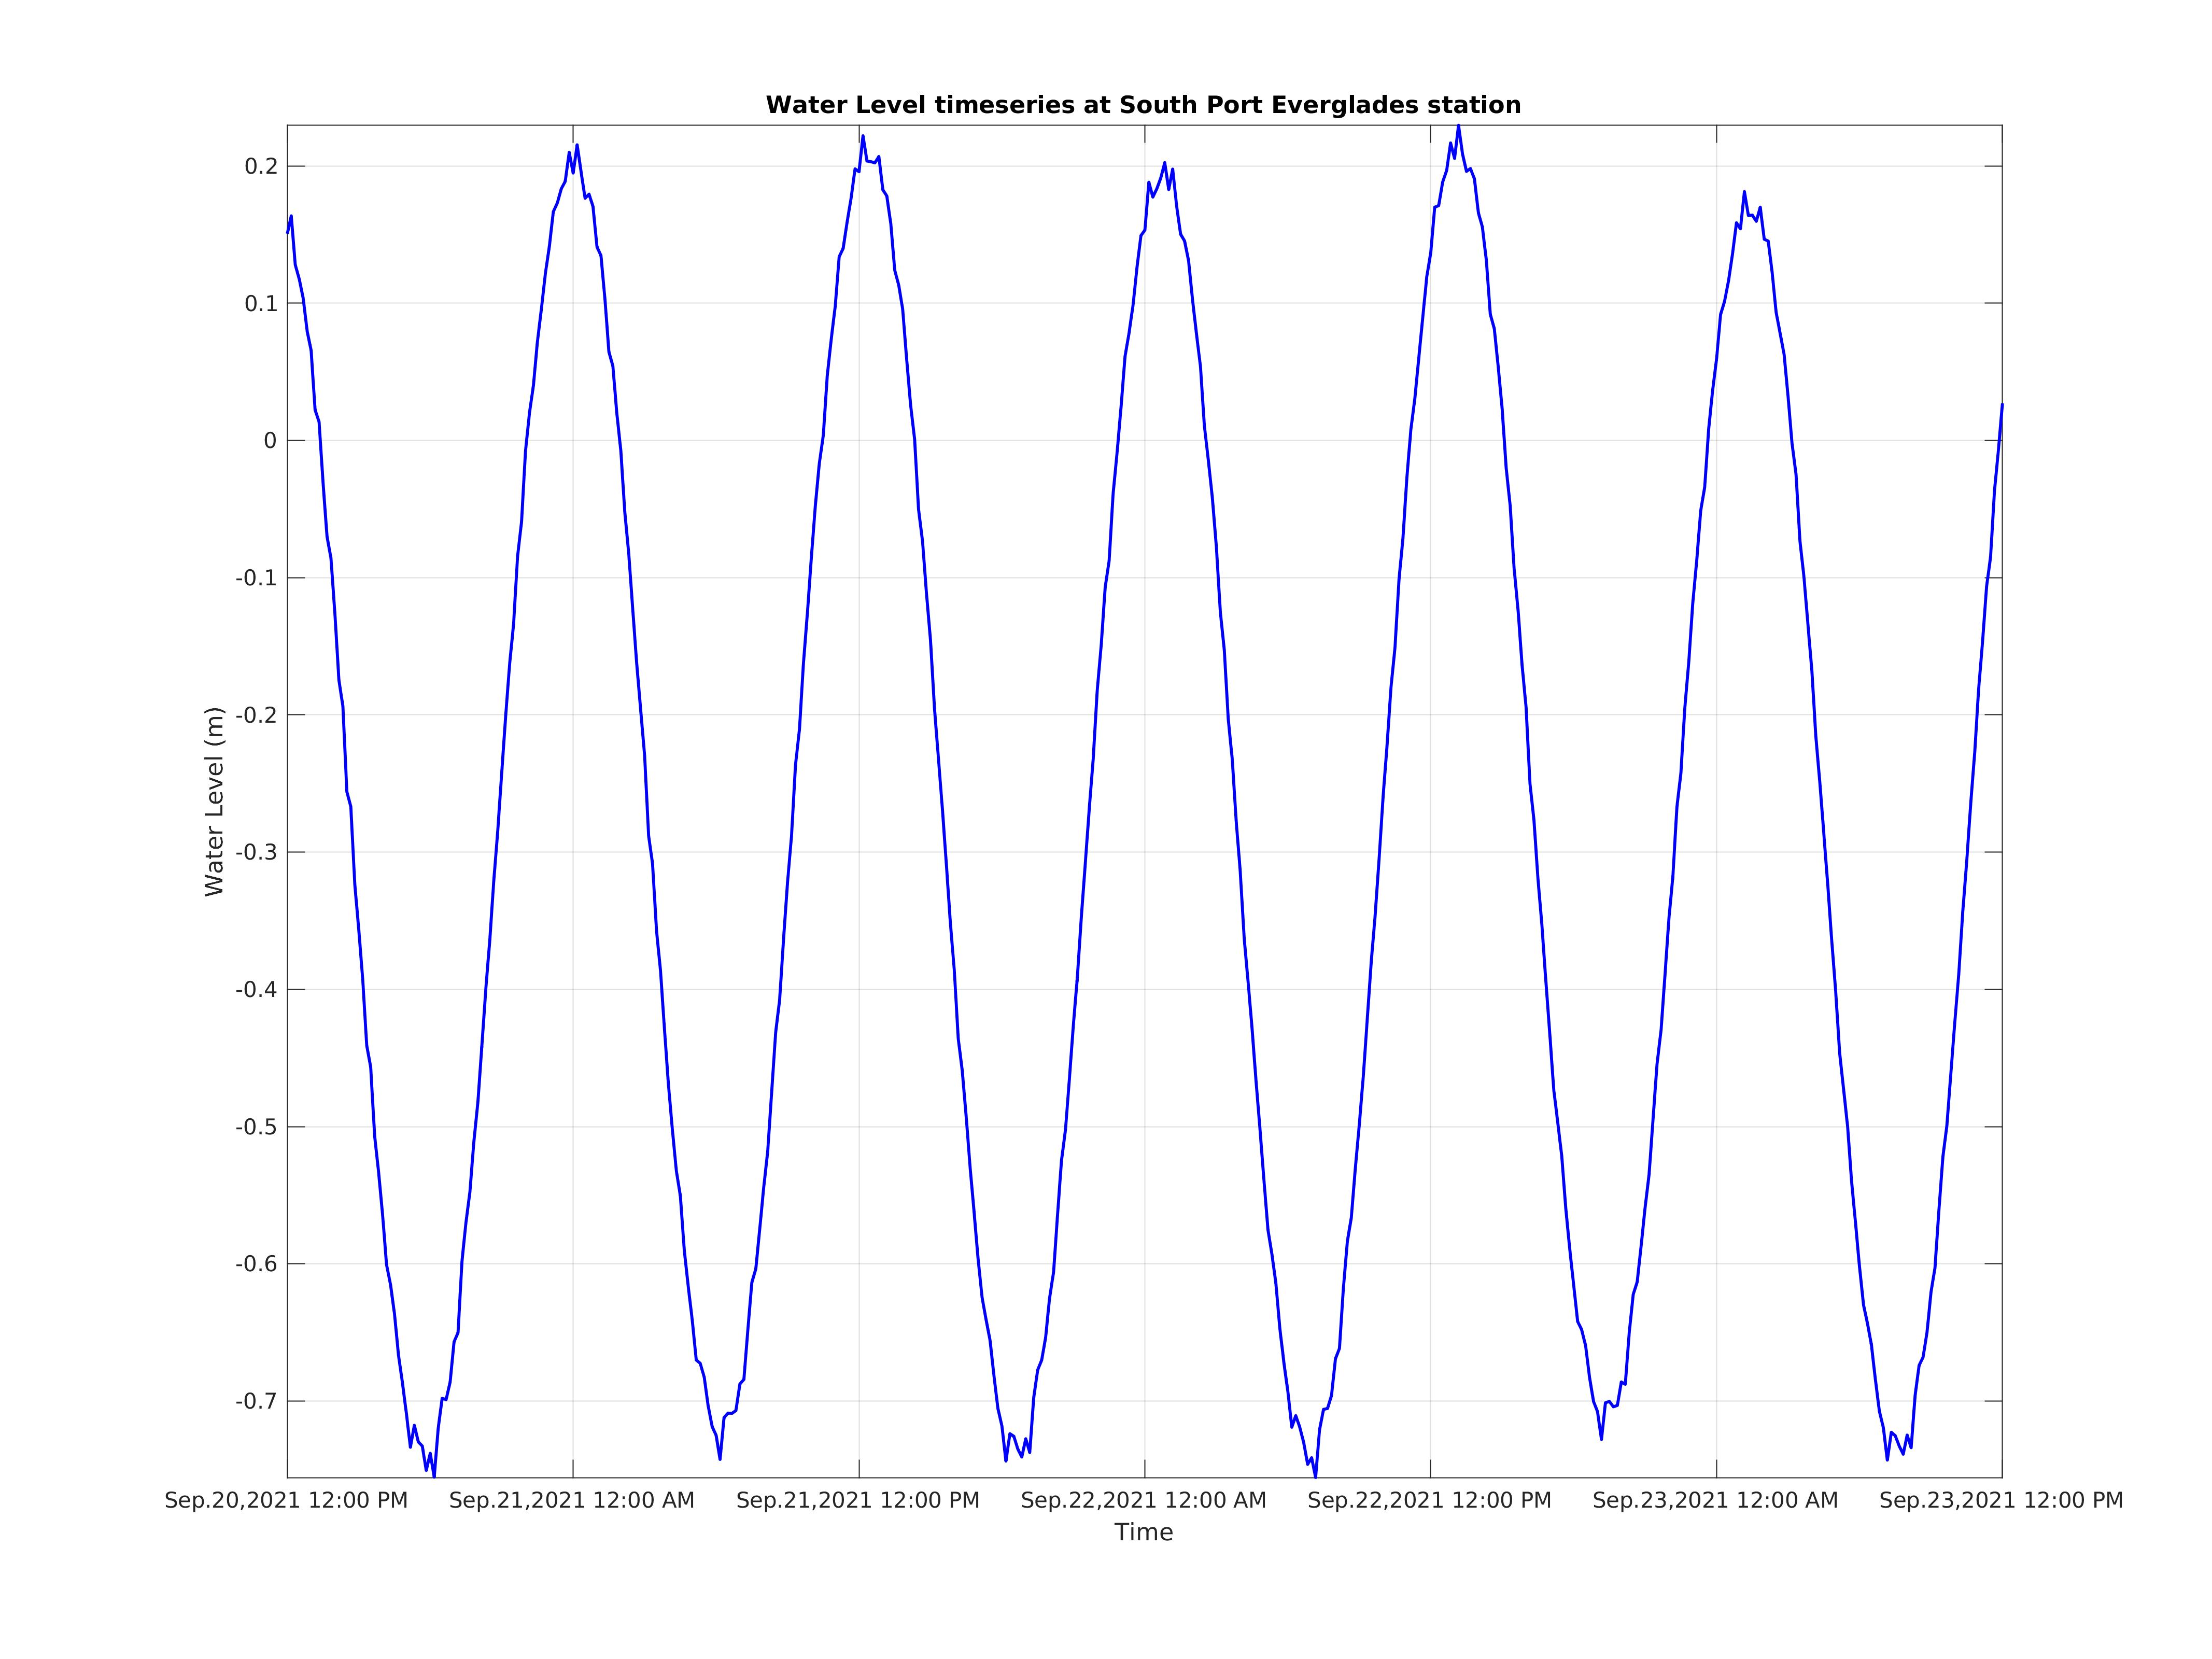 Water Level timeseries at South Port Everglades station
0.2
0.1
0
-0.1
-0.2
-0.3
-0.4
-0.5
-0.6
-0.7
Water Level (m)
Sep.20,2021 12:00 PM Sep.21,2021 12:00 AM Sep.21,2021 12:00 PM Sep.22,2021 12:00 AM Sep.22,2021 12:00 PM Sep.23,2021 12:00 AM Sep.23,2021 12:00 PM
Time